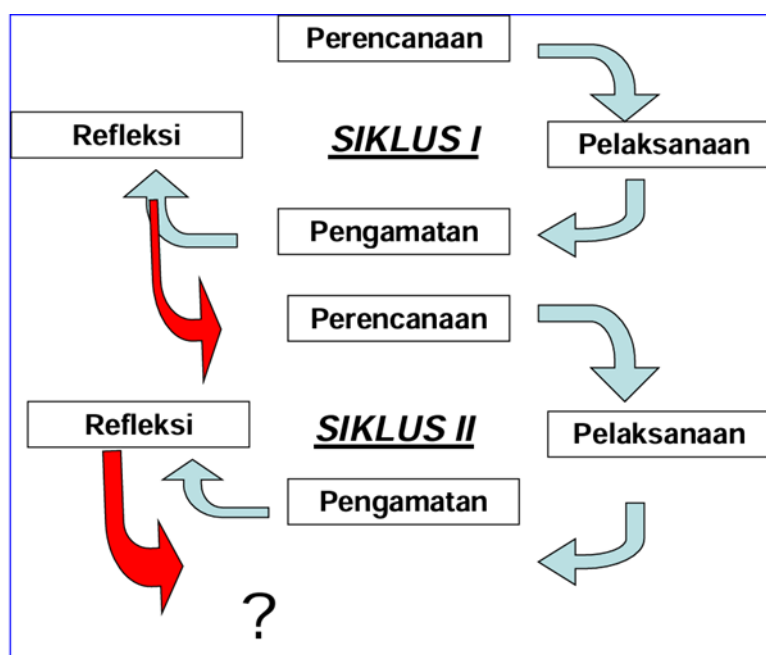 Perencanaan
Refleksi
SIKLUS I
Pelaksanaan
Pengamatan
Perencanaan
Refleksi
SIKLUS II
Pelaksanaan
Pengamatan
?